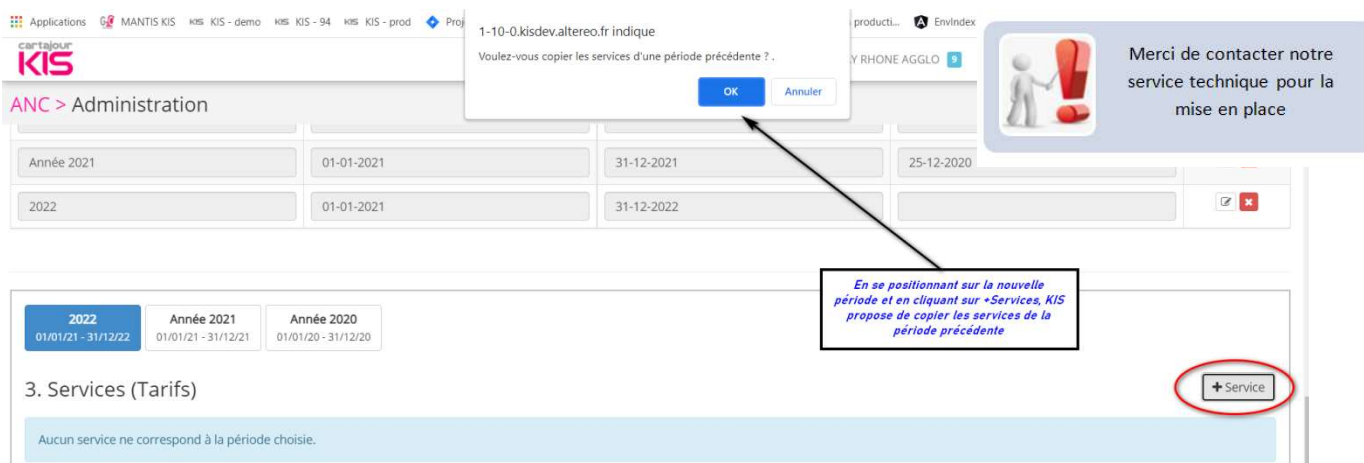 Applications MANTIS KIS KIS KIS - demo KIS KIS - 94 KIS KIS - prod Proj
producti... EnvIndex
1-10-0.kisdev.altereo.fr indique
Voulez-vous copier les services d'une période précédente ? .
OK Annuler
cartajour
KIS
Y RHONE AGGLO 9
Merci de contacter notre
service technique pour la
mise en place
ANC > Administration
Année 2021 01-01-2021 31-12-2021 25-12-2020
2022 01-01-2021 31-12-2022
En se positionnant sur la nouvelle
période et en cliquant sur +Services, KIS
propose de copier les services de la
période précédente
2022 Année 2021 Année 2020
01/01/21 - 31/12/22 01/01/21 - 31/12/21 01/01/20 - 31/12/20
3. Services (Tarifs)
+ Service
Aucun service ne correspond à la période choisie.